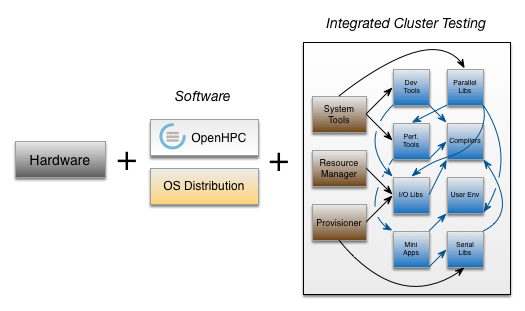 Integrated Cluster Testing
Software
Hardware
+
OpenHPC
OS Distribution
+
System
Tools
Resource
Manager
Provisioner
Dev
Tools
Parallel
Libs
Perf.
Tools
Compilers
I/O Libs
User Env
Mini
Apps
Serial
Libs